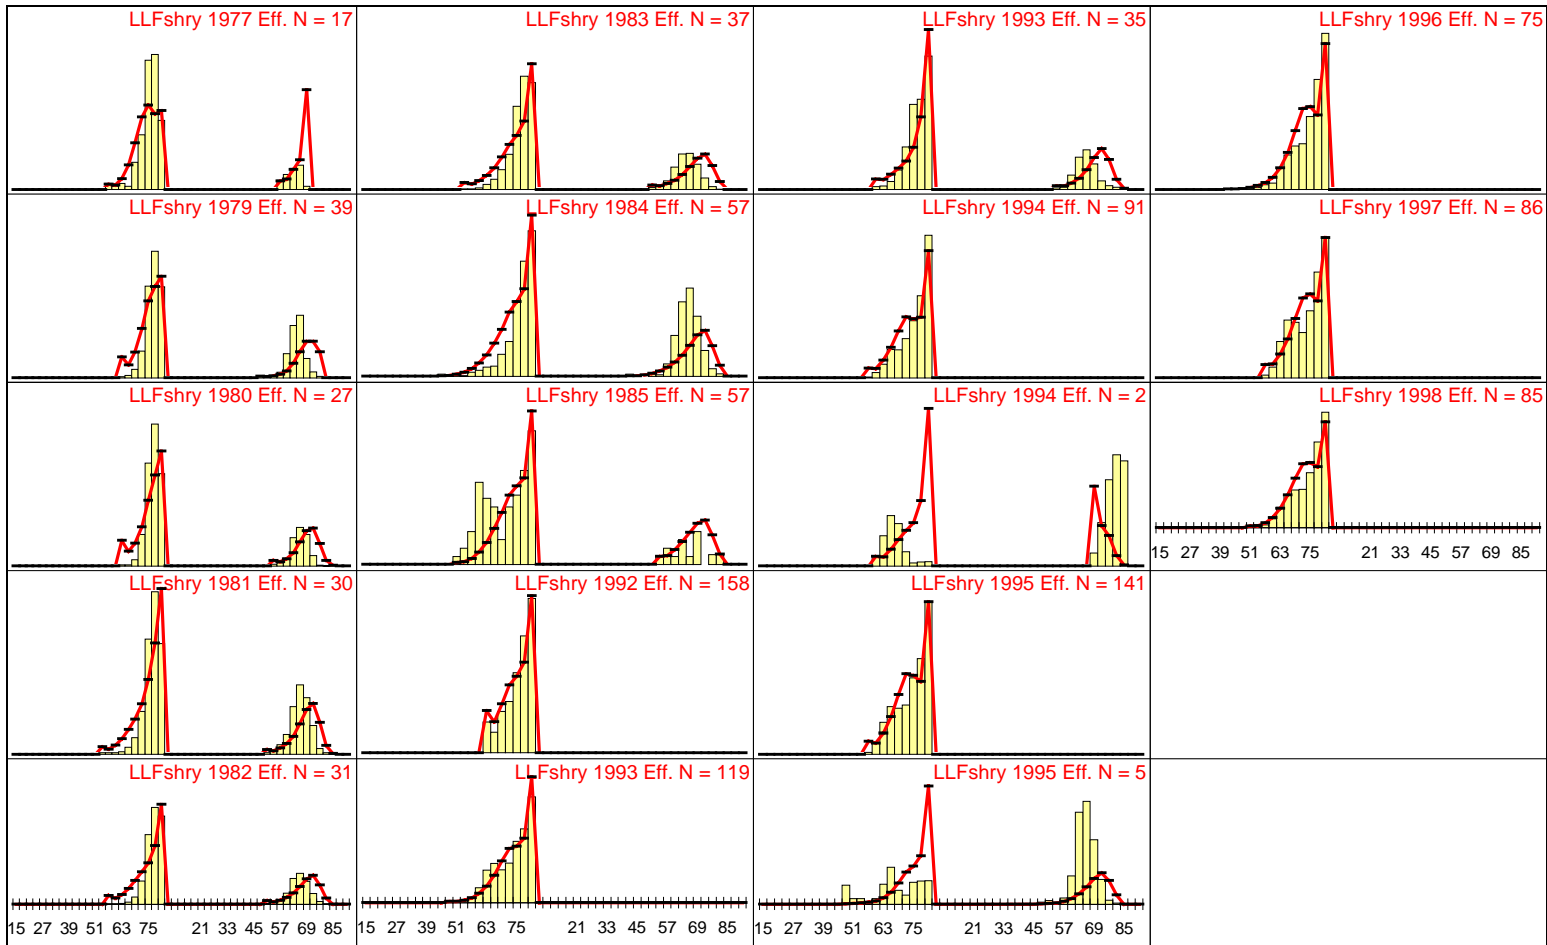 LLFshry 1977 Eff. N = 17
LLFshry 1983 Eff. N = 37
LLFshry 1993 Eff. N = 35
LLFshry 1996 Eff. N = 75
LLFshry 1979 Eff. N = 39
LLFshry 1984 Eff. N = 57
LLFshry 1994 Eff. N = 91
LLFshry 1997 Eff. N = 86
LLFshry 1980 Eff. N = 27
LLFshry 1985 Eff. N = 57
LLFshry 1994 Eff. N = 2
LLFshry 1998 Eff. N = 85
15 27 39 51 63 75 21 33 45 57 69 85
LLFshry 1981 Eff. N = 30
LLFshry 1992 Eff. N = 158
LLFshry 1995 Eff. N = 141
LLFshry 1982 Eff. N = 31
LLFshry 1993 Eff. N = 119
LLFshry 1995 Eff. N = 5
15 27 39 51 63 75 21 33 45 57 69 85
15 27 39 51 63 75 21 33 45 57 69 85
15 27 39 51 63 75 21 33 45 57 69 85